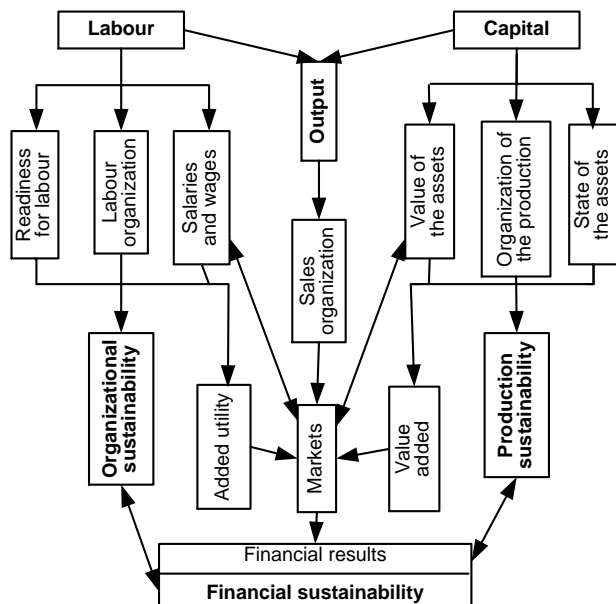 Labour
Capital
Output
Readiness
for labour
Labour
organization
Salaries
and wages
Value of
the assets
Organization of
the production
State of
the assets
Sales
organization
Organizational
sustainability
Added utility
Markets
Value
added
Production
sustainability
Financial results
Financial sustainability